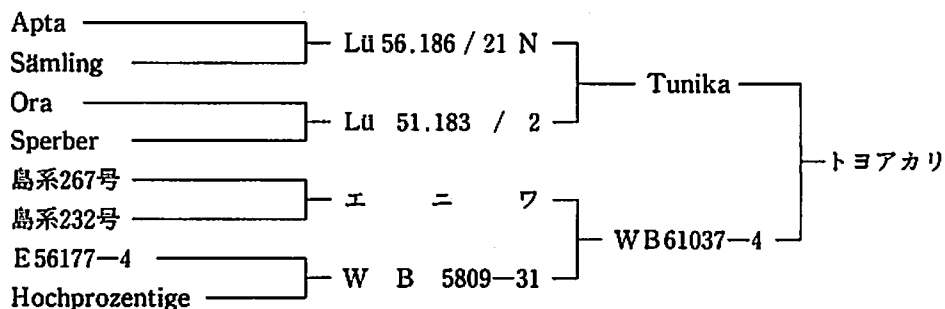 Apta
Lü 56.186 / 21 N
Sämling
Tunika
Ora
Lü 51.183 / 2
Sperber
トヨアカリ
島系267号
エニワ
島系232号
WB61037-4
E56177-4
WB 5809-31
Hochprozentige